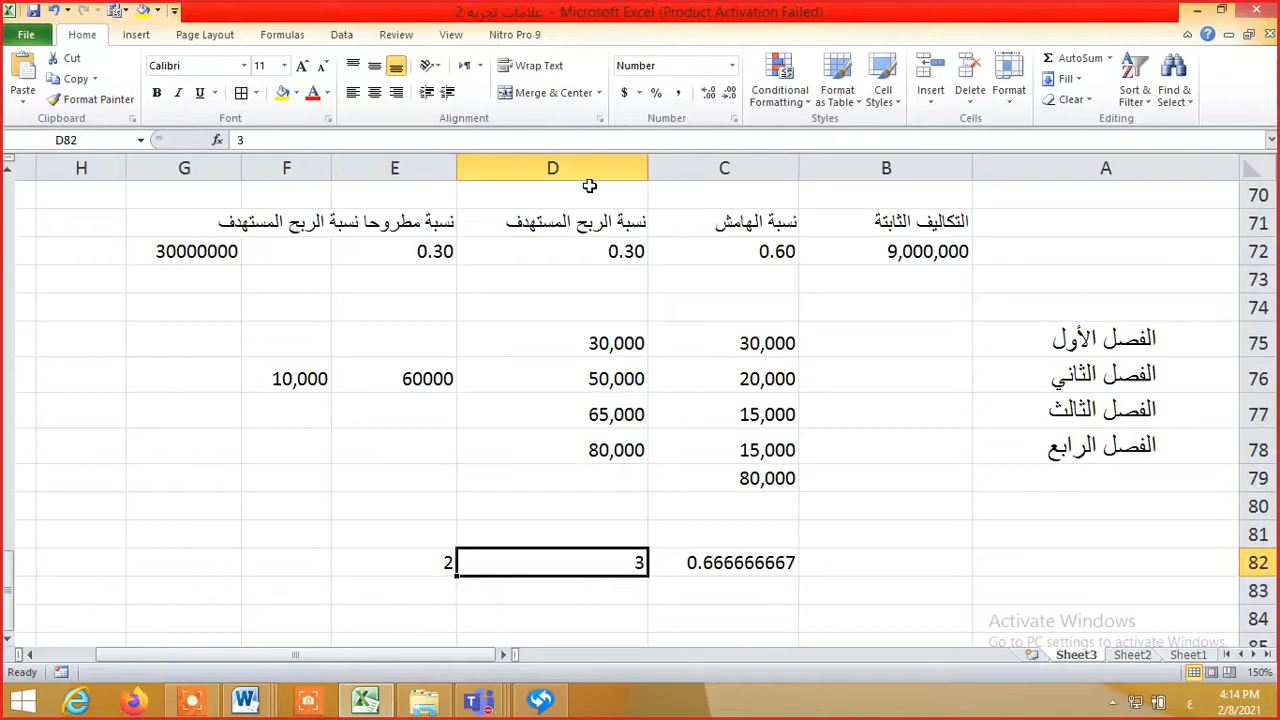 علامات تجربة 2 - Microsoft Excel (Product Activation Failed)
File Home Insert Page Layout Formulas Data Review View Nitro Pro 9
Paste
Cut
Copy
Format Painter
Clipboard
Calibri 11
B I U
Font
Wrap Text
Merge & Center
Alignment
Number
$ % ,
Number
Conditional Formatting
Format as Table
Cell Styles
Styles
Insert Delete Format
Cells
AutoSum
Fill
Clear
Sort & Filter
Find & Select
Editing
D82 fx 3
H G F E D C B A
70
71 التكاليف الثابتة نسبة الهامش نسبة الربح المستهدف نسبة مطروحا نسبة الربح المستهدف
72 9,000,000 0.60 0.30 0.30 30000000
73
74
75 الفصل الأول 30,000 30,000
76 الفصل الثاني 20,000 50,000 60000 10,000
77 الفصل الثالث 15,000 65,000
78 الفصل الرابع 15,000 80,000
79 80,000
80
81
82 0.666666667 3 2
83
84
85
Activate Windows
Go to PC settings to activate Windows.
Sheet3 Sheet2 Sheet1
Ready 150%
ع
4:14 PM
2/8/2021